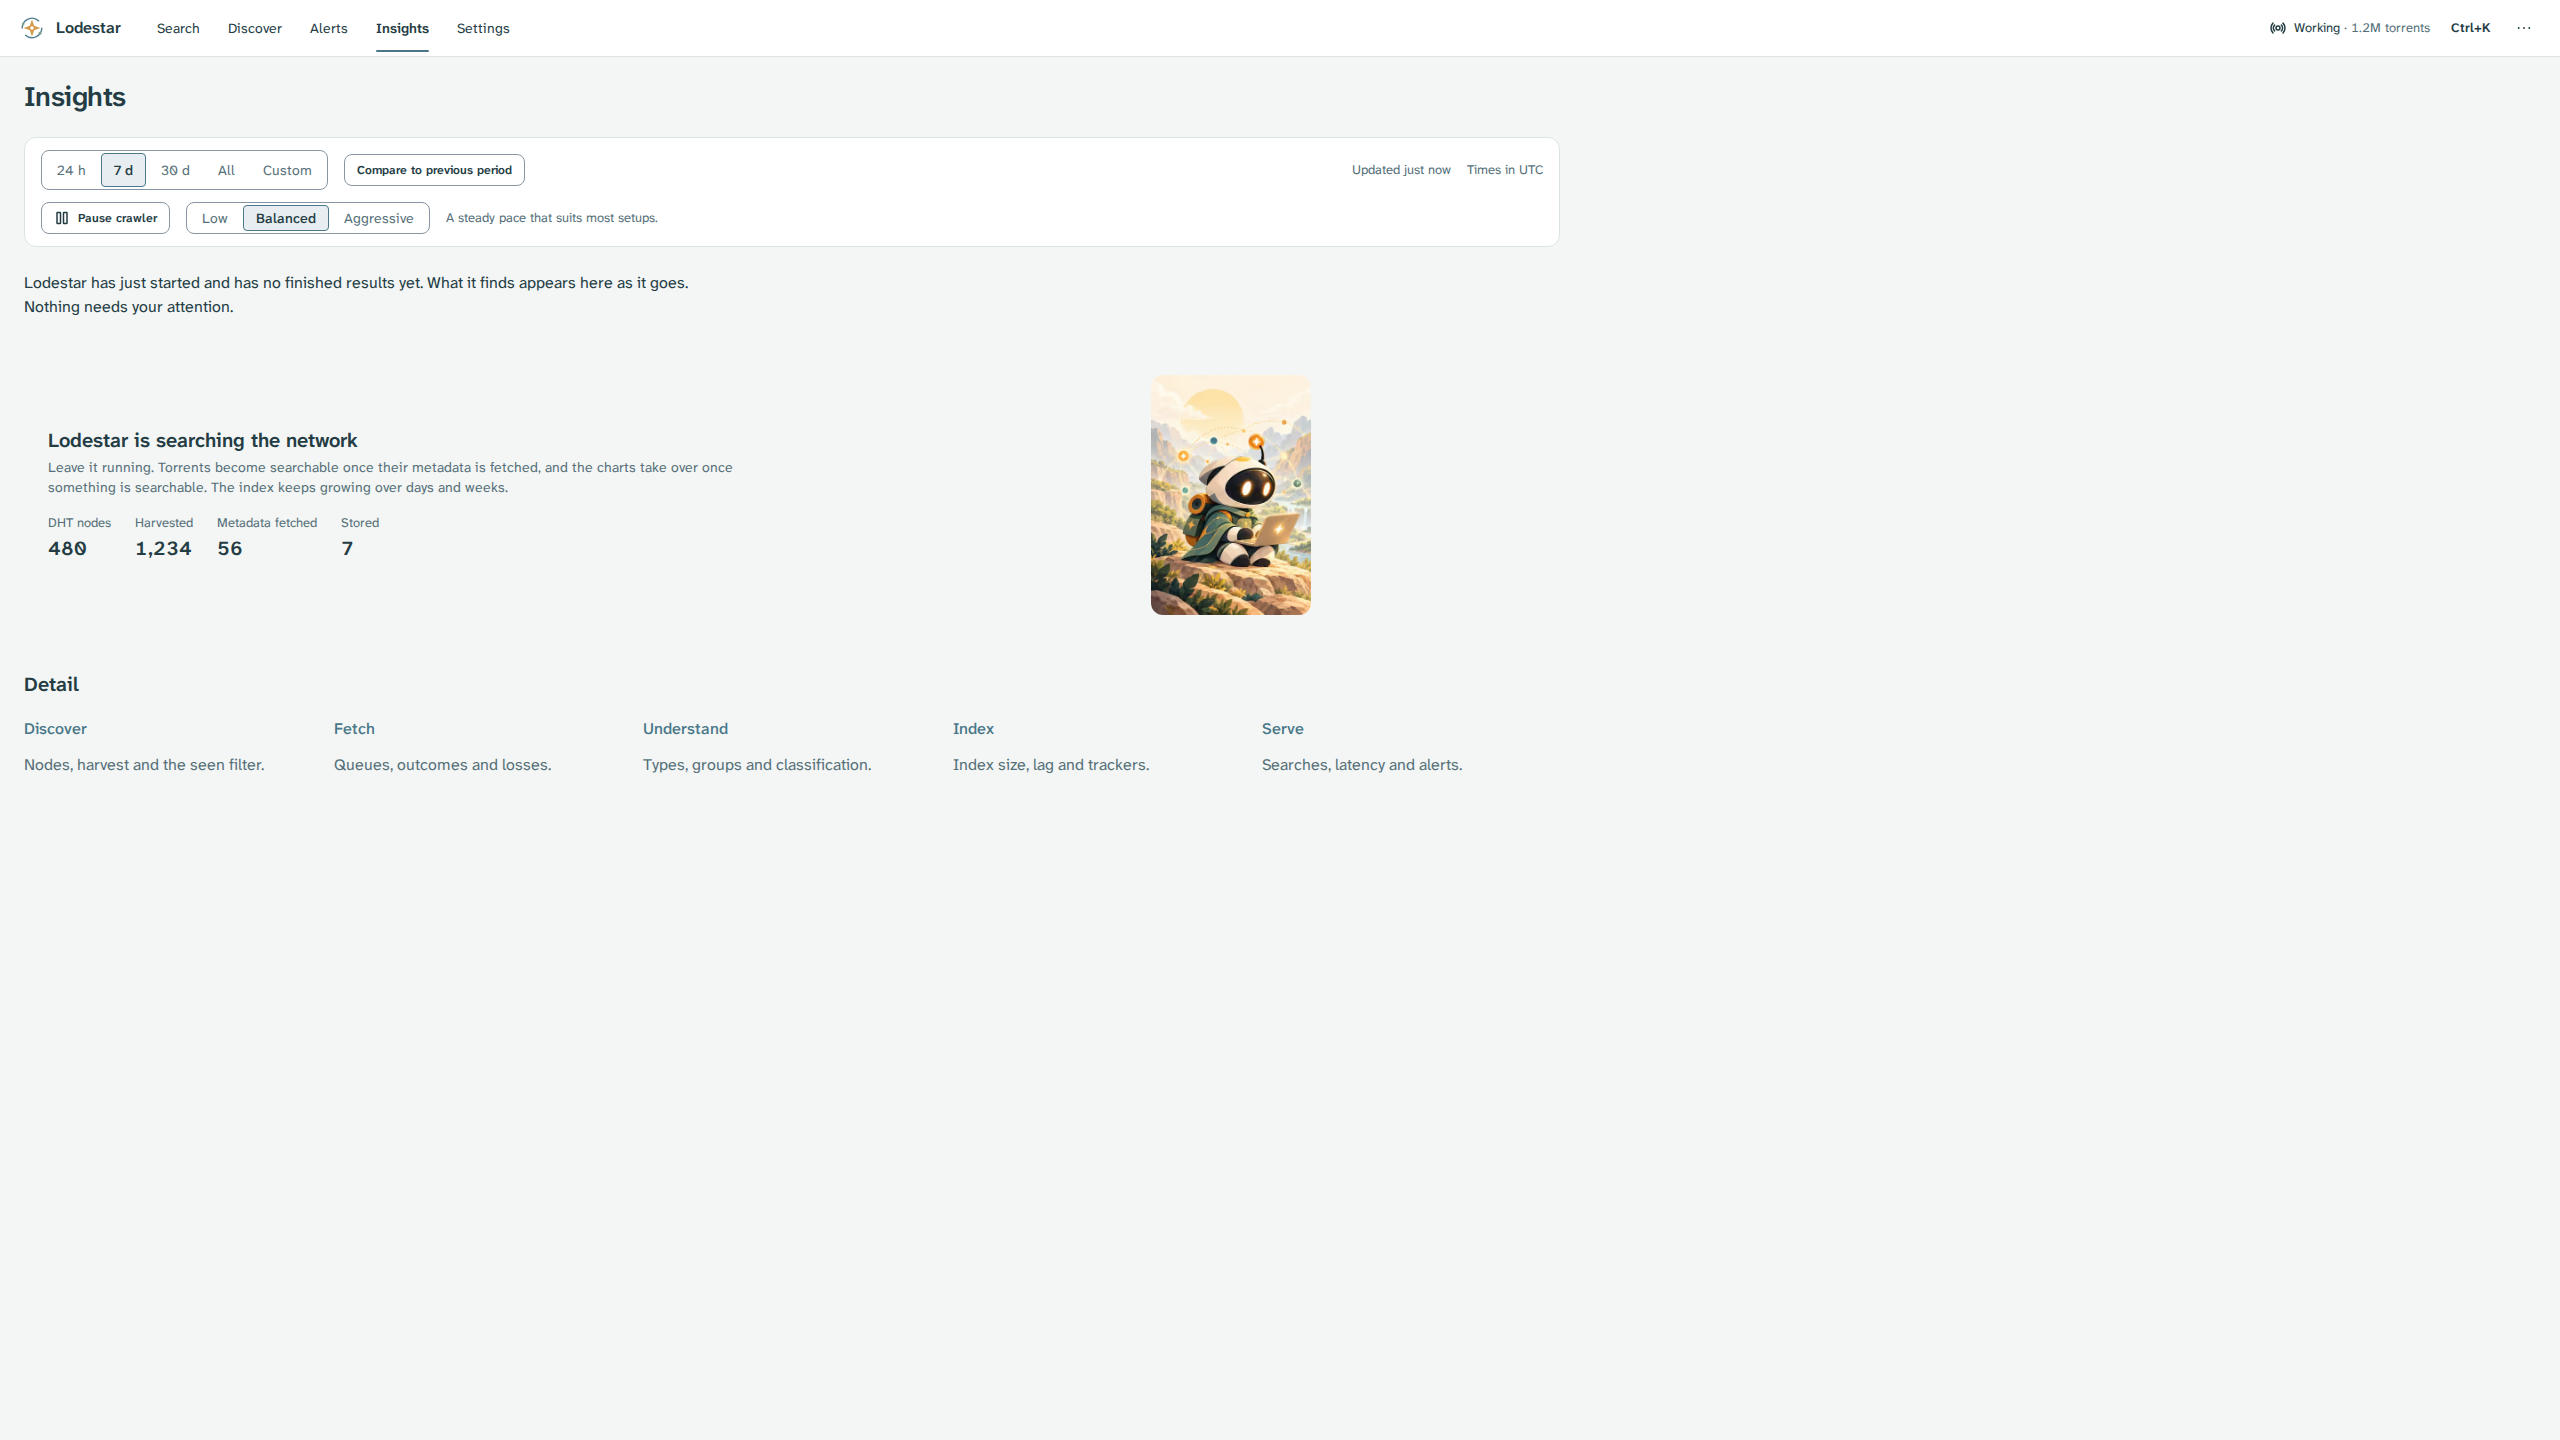 Lodestar
Search
Discover
Alerts
Insights
Settings
Working · 1.2M torrents
Ctrl+K
Insights
24 h
7 d
30 d
All
Custom
Compare to previous period
Updated just now
Times in UTC
Pause crawler
Low
Balanced
Aggressive
A steady pace that suits most setups.
Lodestar has just started and has no finished results yet. What it finds appears here as it goes.
Nothing needs your attention.
Lodestar is searching the network
Leave it running. Torrents become searchable once their metadata is fetched, and the charts take over once
something is searchable. The index keeps growing over days and weeks.
DHT nodes
480
Harvested
1,234
Metadata fetched
56
Stored
7
Detail
Discover
Nodes, harvest and the seen filter.
Fetch
Queues, outcomes and losses.
Understand
Types, groups and classification.
Index
Index size, lag and trackers.
Serve
Searches, latency and alerts.